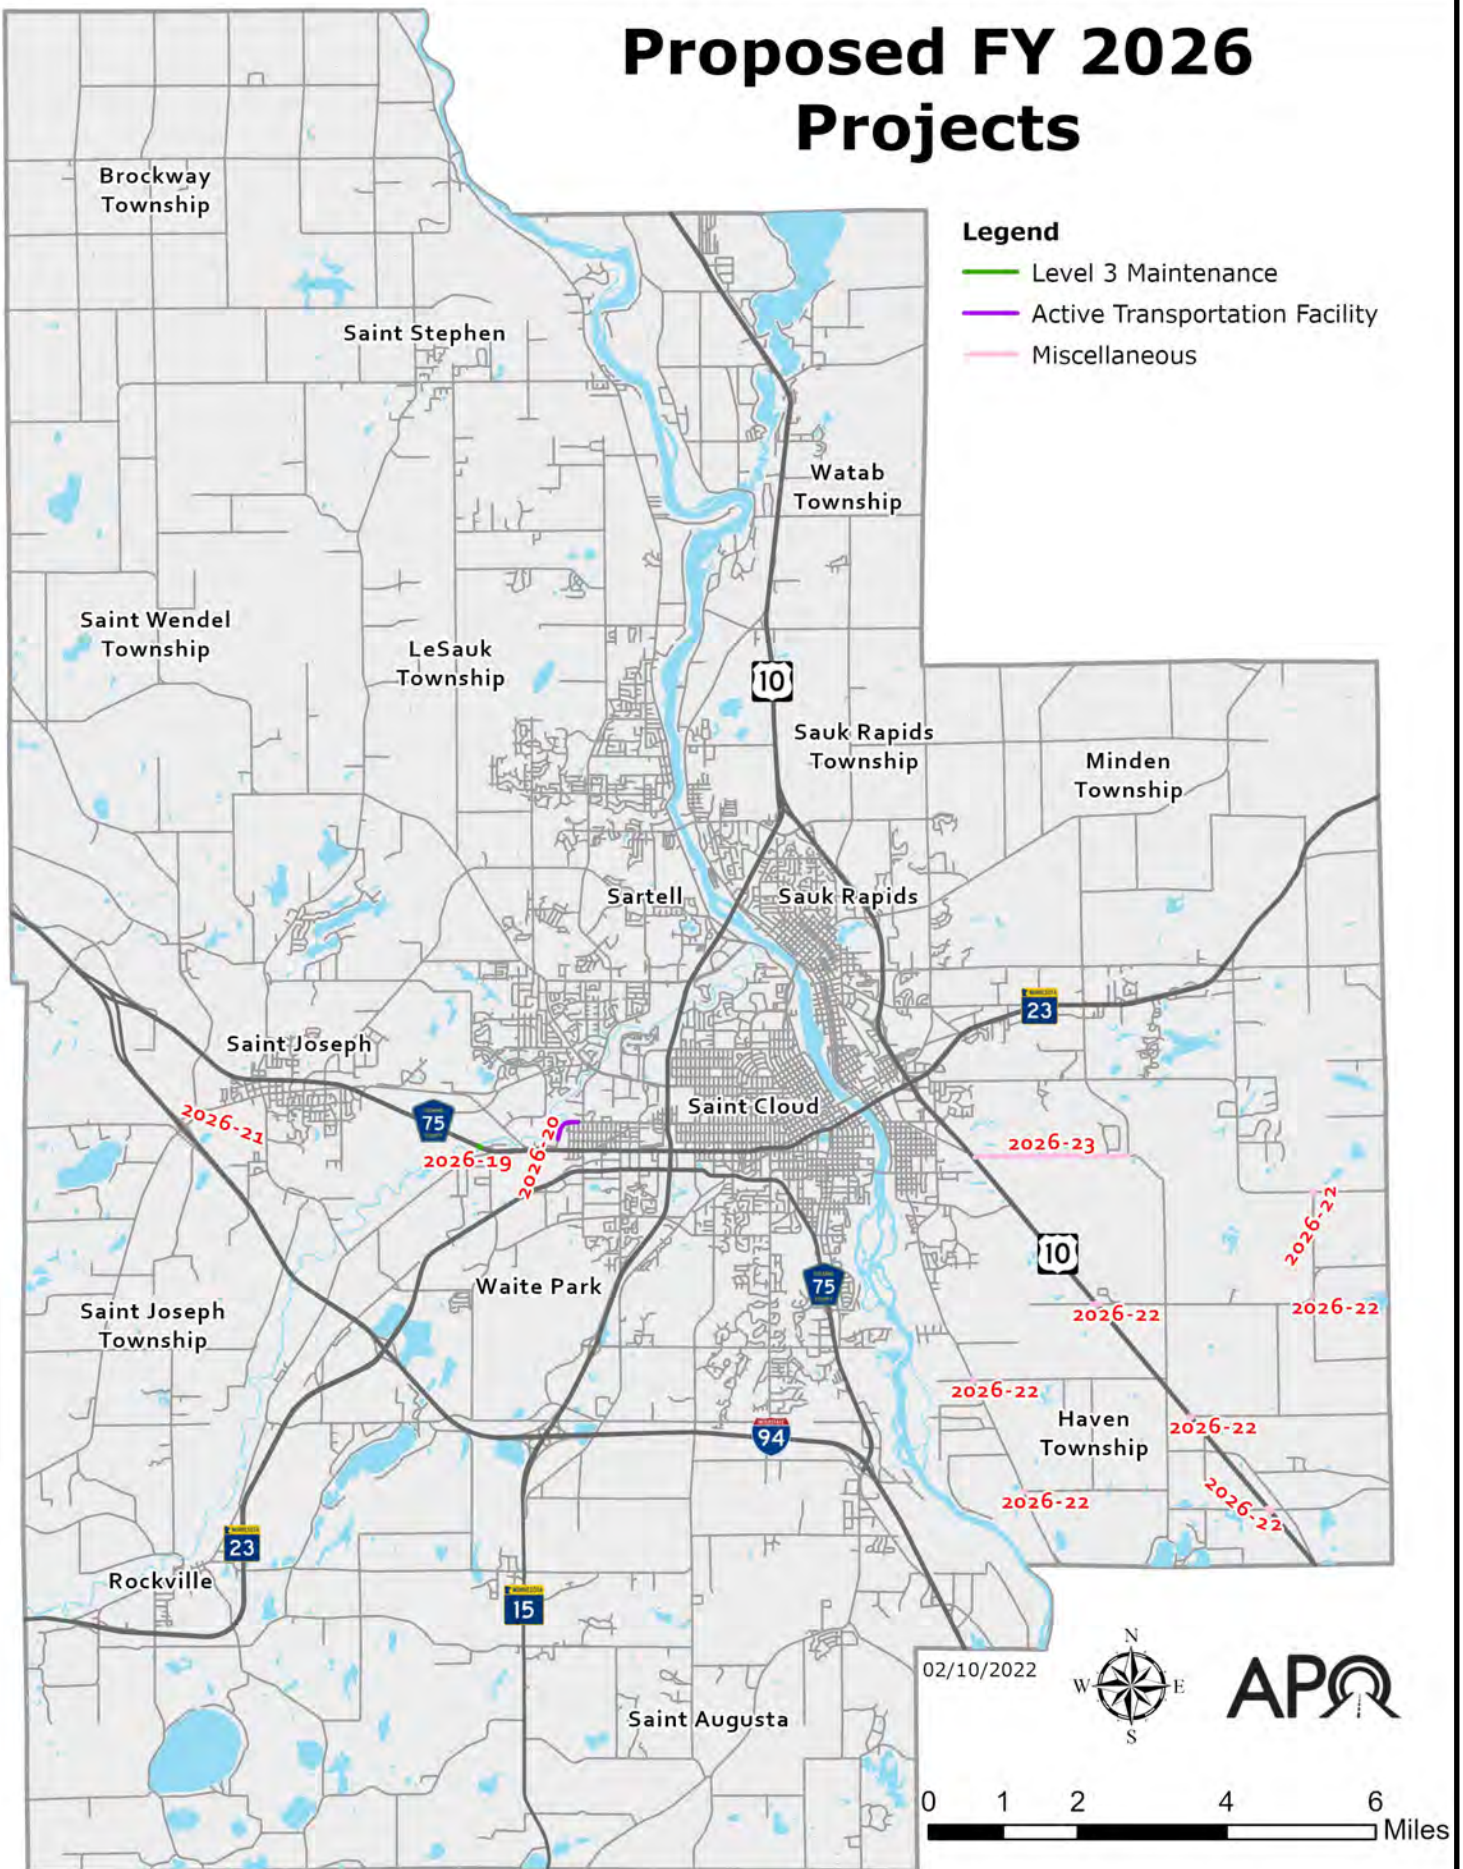 Proposed FY 2026
Projects
Legend
Level 3 Maintenance
Active Transportation Facility
Miscellaneous
Brockway
Township
Saint Stephen
Watab
Township
Saint Wendel
Township
LeSauk
Township
10
Sauk Rapids
Township
Minden
Township
Sartell
Sauk Rapids
MINNESOTA
23
Saint Joseph
Saint Cloud
75
2026-21
2026-19
2026-20
2026-23
2026-22
10
Waite Park
75
Saint Joseph
Township
2026-22
2026-22
2026-22
Haven
Township
2026-22
INTERSTATE
94
2026-22
2026-22
MINNESOTA
23
Rockville
MINNESOTA
15
02/10/2022
N
W
E
S
APO
Saint Augusta
0 1 2 4 6
Miles